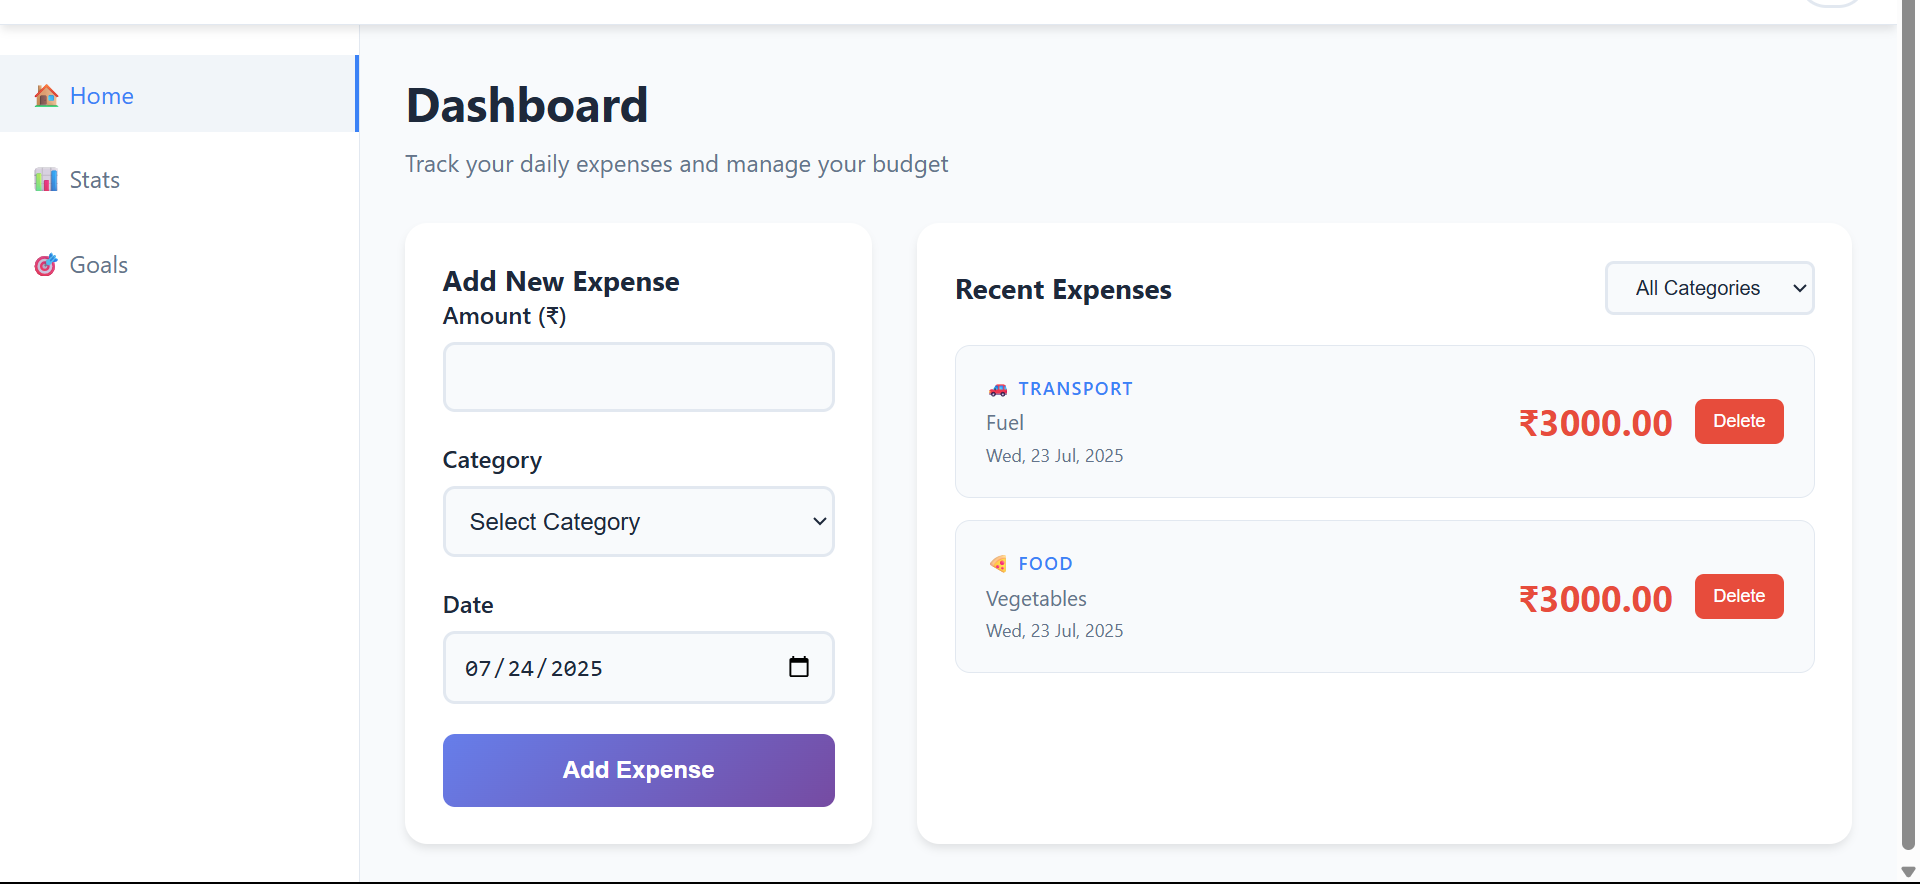 Home
Stats
Goals
Dashboard
Track your daily expenses and manage your budget
Add New Expense
Amount (₹)
Category
Select Category
Date
07/24/2025
Add Expense
Recent Expenses
All Categories
TRANSPORT
Fuel
Wed, 23 Jul, 2025
₹3000.00
Delete
FOOD
Vegetables
Wed, 23 Jul, 2025
₹3000.00
Delete